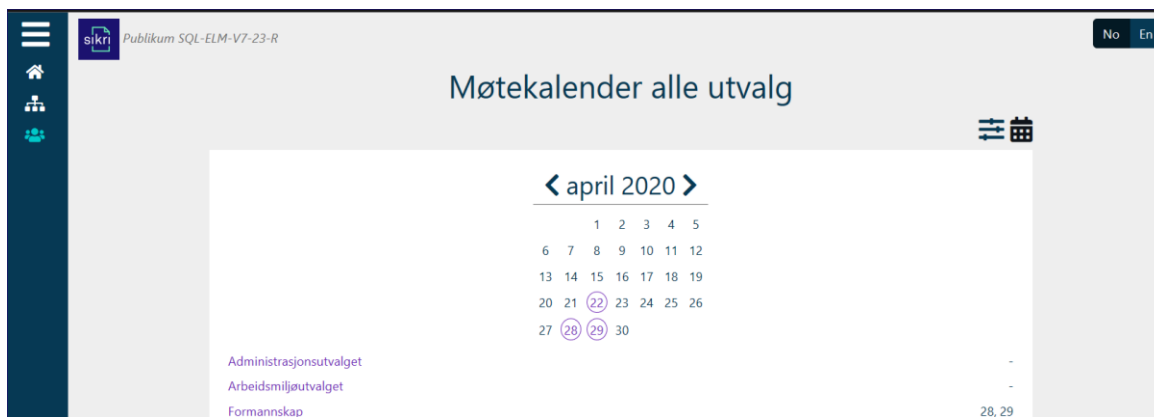 sikri Publikum SQL-ELM-V7-23-R No En
Møtekalender alle utvalg
april 2020
1 2 3 4 5
6 7 8 9 10 11 12
13 14 15 16 17 18 19
20 21 22 23 24 25 26
27 28 29 30
Administrasjonsutvalget -
Arbeidsmiljøutvalget -
Formannskap 28, 29